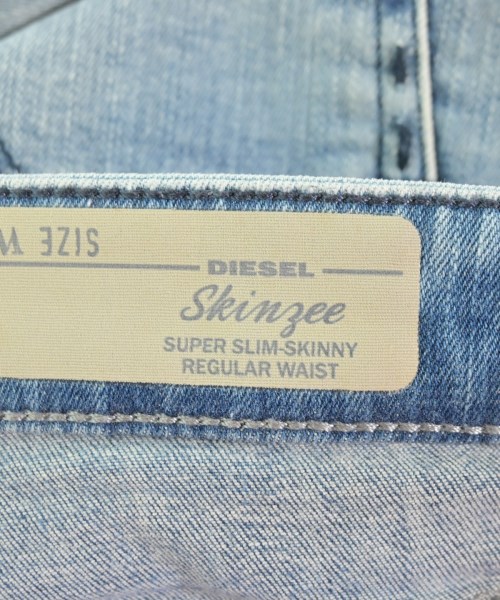 SIZE W
DIESEL
Skinzee
SUPER SLIM-SKINNY
REGULAR WAIST